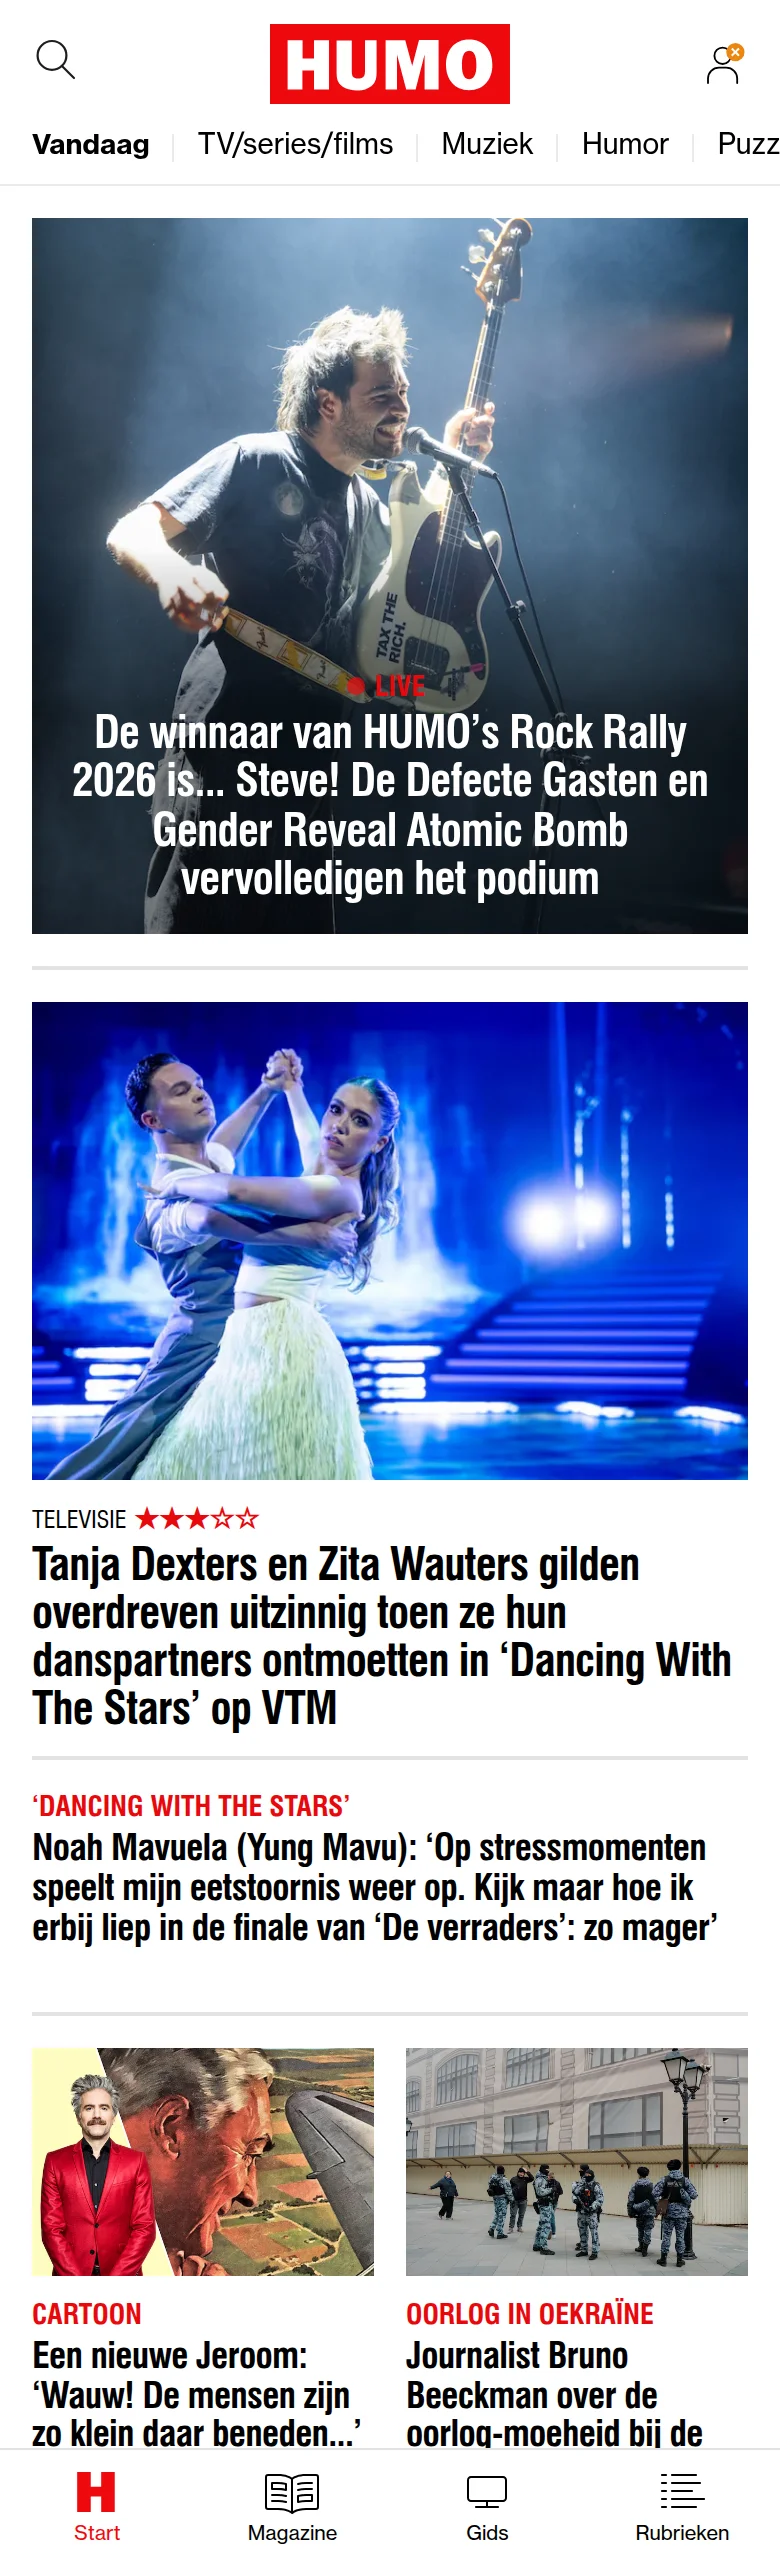 HUMO
Vandaag
TV/series/films
Muziek
Humor
Puzz
TAX THE
RICH.
LIVE
De winnaar van HUMO’s Rock Rally
2026 is... Steve! De Defecte Gasten en
Gender Reveal Atomic Bomb
vervolledigen het podium
TELEVISIE ★★★☆☆
Tanja Dexters en Zita Wauters gilden
overdreven uitzinnig toen ze hun
danspartners ontmoetten in ‘Dancing With
The Stars’ op VTM
‘DANCING WITH THE STARS’
Noah Mavuela (Yung Mavu): ‘Op stressmomenten
speelt mijn eetstoornis weer op. Kijk maar hoe ik
erbij liep in de finale van ‘De verraders’: zo mager’
CARTOON
Een nieuwe Jeroom:
‘Wauw! De mensen zijn
zo klein daar beneden...’
OORLOG IN OEKRAÏNE
Journalist Bruno
Beeckman over de
oorlog-moeheid bij de
H
Start
Magazine
Gids
Rubrieken